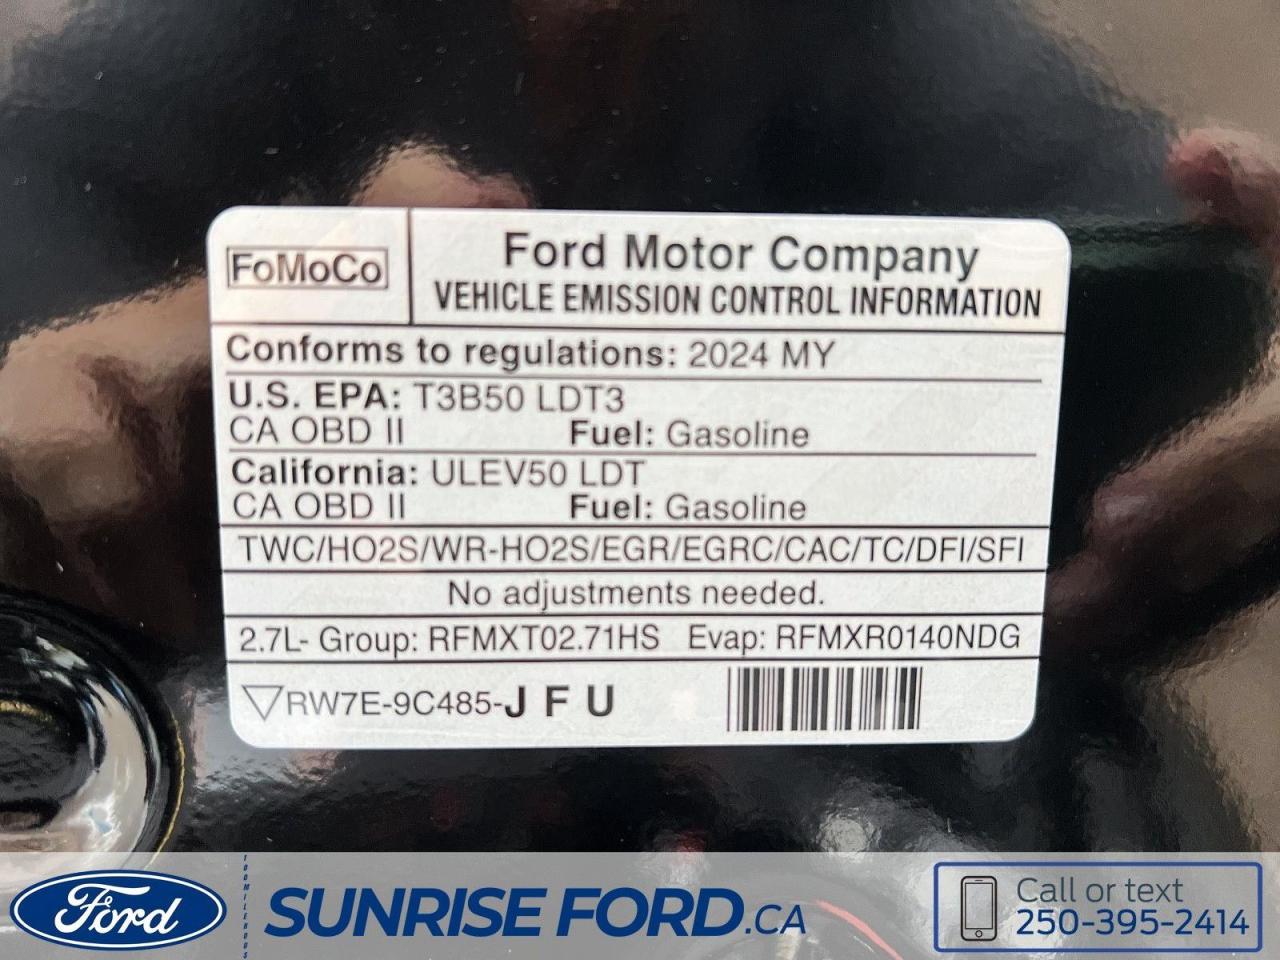 FoMoCo
Ford Motor Company
VEHICLE EMISSION CONTROL INFORMATION
Conforms to regulations: 2024 MY
U.S. EPA: T3B50 LDT3
CA OBD II Fuel: Gasoline
California: ULEV50 LDT
CA OBD II Fuel: Gasoline
TWC/HO2S/WR-HO2S/EGR/EGRC/CAC/TC/DFI/SFI
No adjustments needed.
2.7L- Group: RFMXT02.71HS Evap: RFMXR0140NDG
RW7E-9C485-J F U
Ford
100MILEHOUSE
SUNRISE FORD.CA
Call or text
250-395-2414